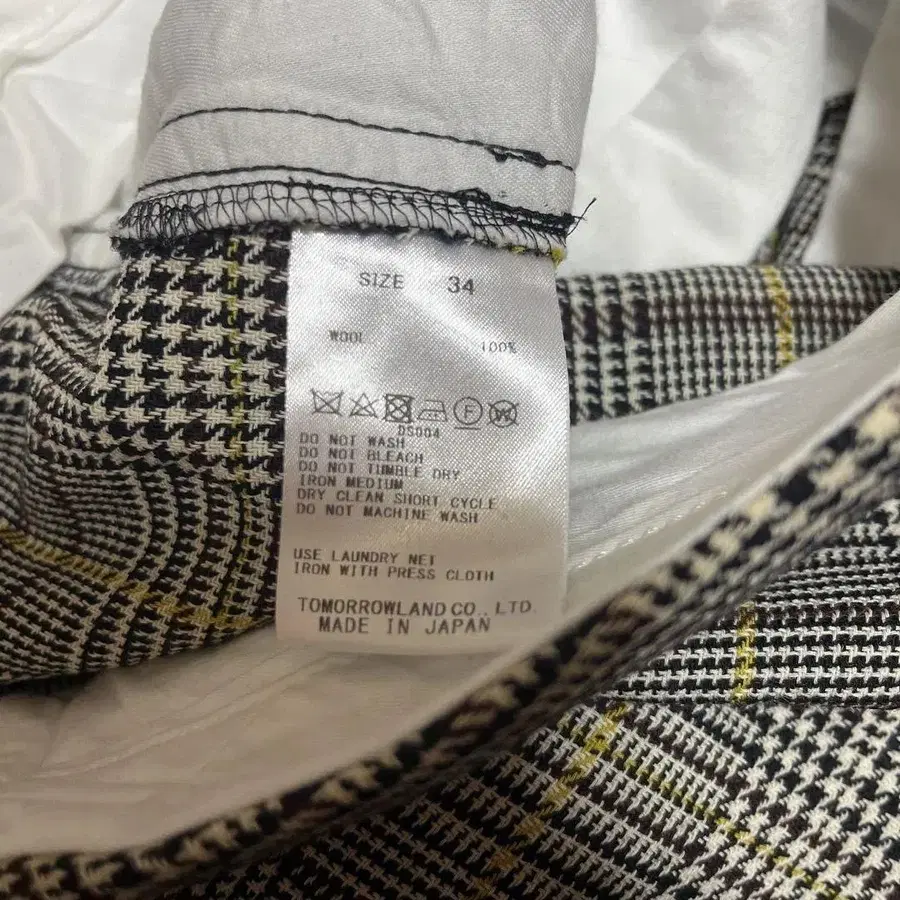 SIZE 34
WOOL 100%
F W
DS004
DO NOT WASH
DO NOT BLEACH
DO NOT TUMBLE DRY
IRON MEDIUM
DRY CLEAN SHORT CYCLE
DO NOT MACHINE WASH
USE LAUNDRY NET
IRON WITH PRESS CLOTH
TOMORROWLAND CO., LTD.
MADE IN JAPAN